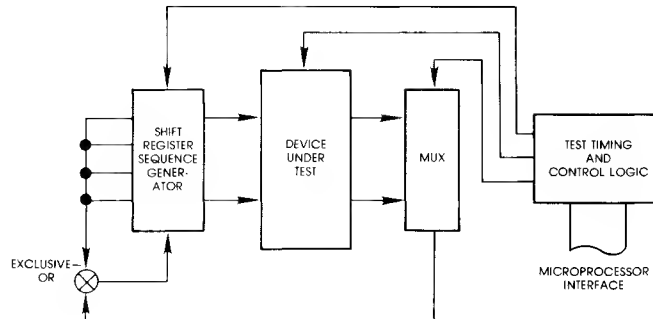 SHIFT
REGISTER
SEQUENCE
GENER-
ATOR
DEVICE
UNDER
TEST
MUX
TEST TIMING
AND
CONTROL LOGIC
EXCLUSIVE-
OR
MICROPROCESSOR
INTERFACE